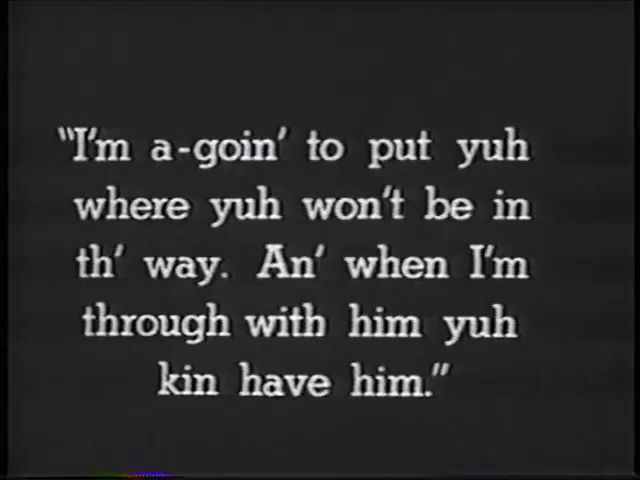 "I'm a-goin' to put yuh
where yuh won't be in
th' way. An' when I'm
through with him yuh
kin have him."